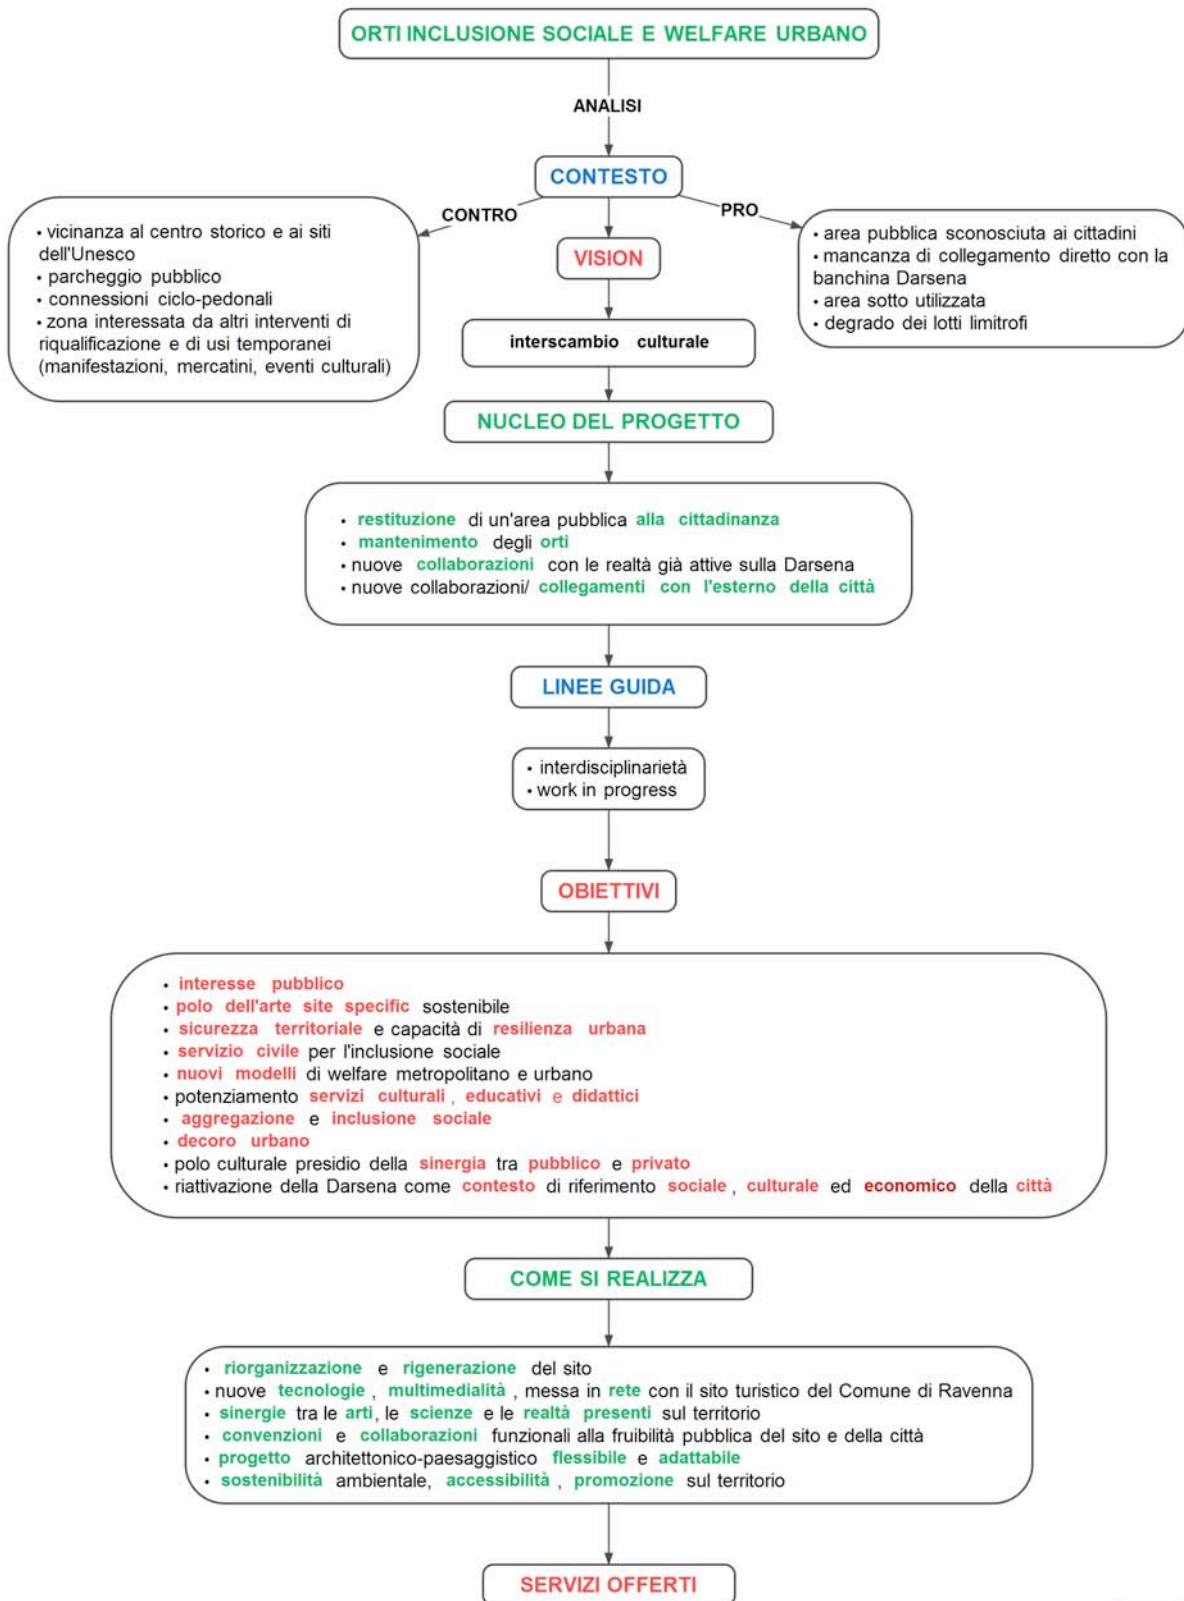 ORTI INCLUSIONE SOCIALE E WELFARE URBANO
ANALISI
CONTESTO
CONTRO
PRO
• vicinanza al centro storico e ai siti
dell'Unesco
• parcheggio pubblico
• connessioni ciclo-pedonali
• zona interessata da altri interventi di
riqualificazione e di usi temporanei
(manifestazioni, mercatini, eventi culturali)
VISION
• area pubblica sconosciuta ai cittadini
• mancanza di collegamento diretto con la
banchina Darsena
• area sotto utilizzata
• degrado dei lotti limitrofi
interscambio culturale
NUCLEO DEL PROGETTO
• restituzione di un'area pubblica alla cittadinanza
• mantenimento degli orti
• nuove collaborazioni con le realtà già attive sulla Darsena
• nuove collaborazioni/ collegamenti con l'esterno della città
LINEE GUIDA
• interdisciplinarietà
• work in progress
OBIETTIVI
• interesse pubblico
• polo dell'arte site specific sostenibile
• sicurezza territoriale e capacità di resilienza urbana
• servizio civile per l'inclusione sociale
• nuovi modelli di welfare metropolitano e urbano
• potenziamento servizi culturali, educativi e didattici
• aggregazione e inclusione sociale
• decoro urbano
• polo culturale presidio della sinergia tra pubblico e privato
• riattivazione della Darsena come contesto di riferimento sociale, culturale ed economico della città
COME SI REALIZZA
• riorganizzazione e rigenerazione del sito
• nuove tecnologie, multimedialità, messa in rete con il sito turistico del Comune di Ravenna
• sinergie tra le arti, le scienze e le realtà presenti sul territorio
• convenzioni e collaborazioni funzionali alla fruibilità pubblica del sito e della città
• progetto architettonico-paesaggistico flessibile e adattabile
• sostenibilità ambientale, accessibilità, promozione sul territorio
SERVIZI OFFERTI